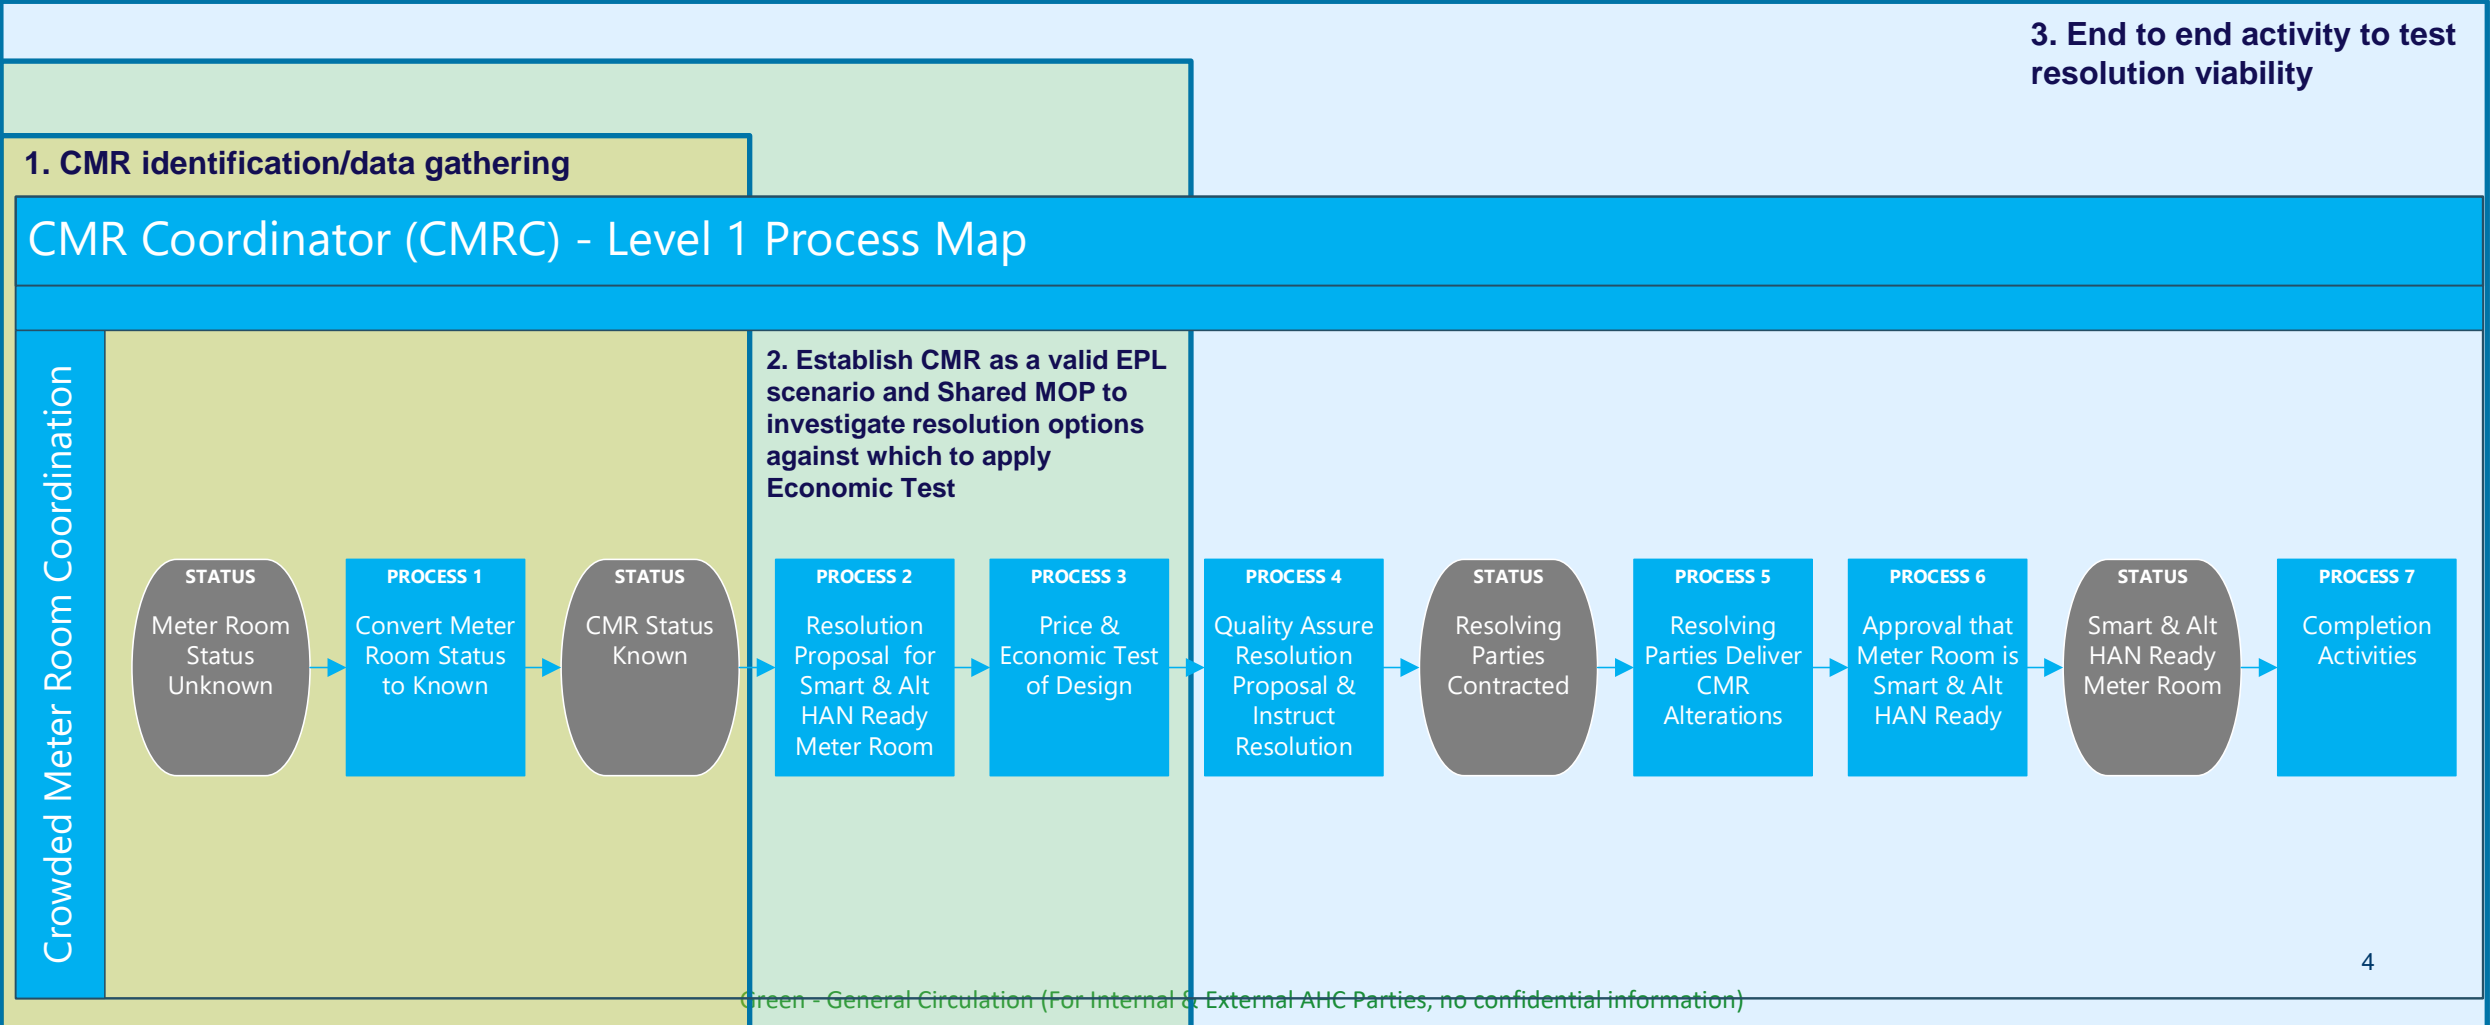 3. End to end activity to test
resolution viability
1. CMR identification/data gathering
CMR Coordinator (CMRC) - Level 1 Process Map
Crowded Meter Room Coordination
2. Establish CMR as a valid EPL
scenario and Shared MOP to
investigate resolution options
against which to apply
Economic Test
STATUS
Meter Room
Status
Unknown
PROCESS 1
Convert Meter
Room Status
to Known
STATUS
CMR Status
Known
PROCESS 2
Resolution
Proposal for
Smart & Alt
HAN Ready
Meter Room
PROCESS 3
Price &
Economic Test
of Design
PROCESS 4
Quality Assure
Resolution
Proposal &
Instruct
Resolution
STATUS
Resolving
Parties
Contracted
PROCESS 5
Resolving
Parties Deliver
CMR
Alterations
PROCESS 6
Approval that
Meter Room is
Smart & Alt
HAN Ready
STATUS
Smart & Alt
HAN Ready
Meter Room
PROCESS 7
Completion
Activities
4
Green - General Circulation (For Internal & External AHC Parties, no confidential information)